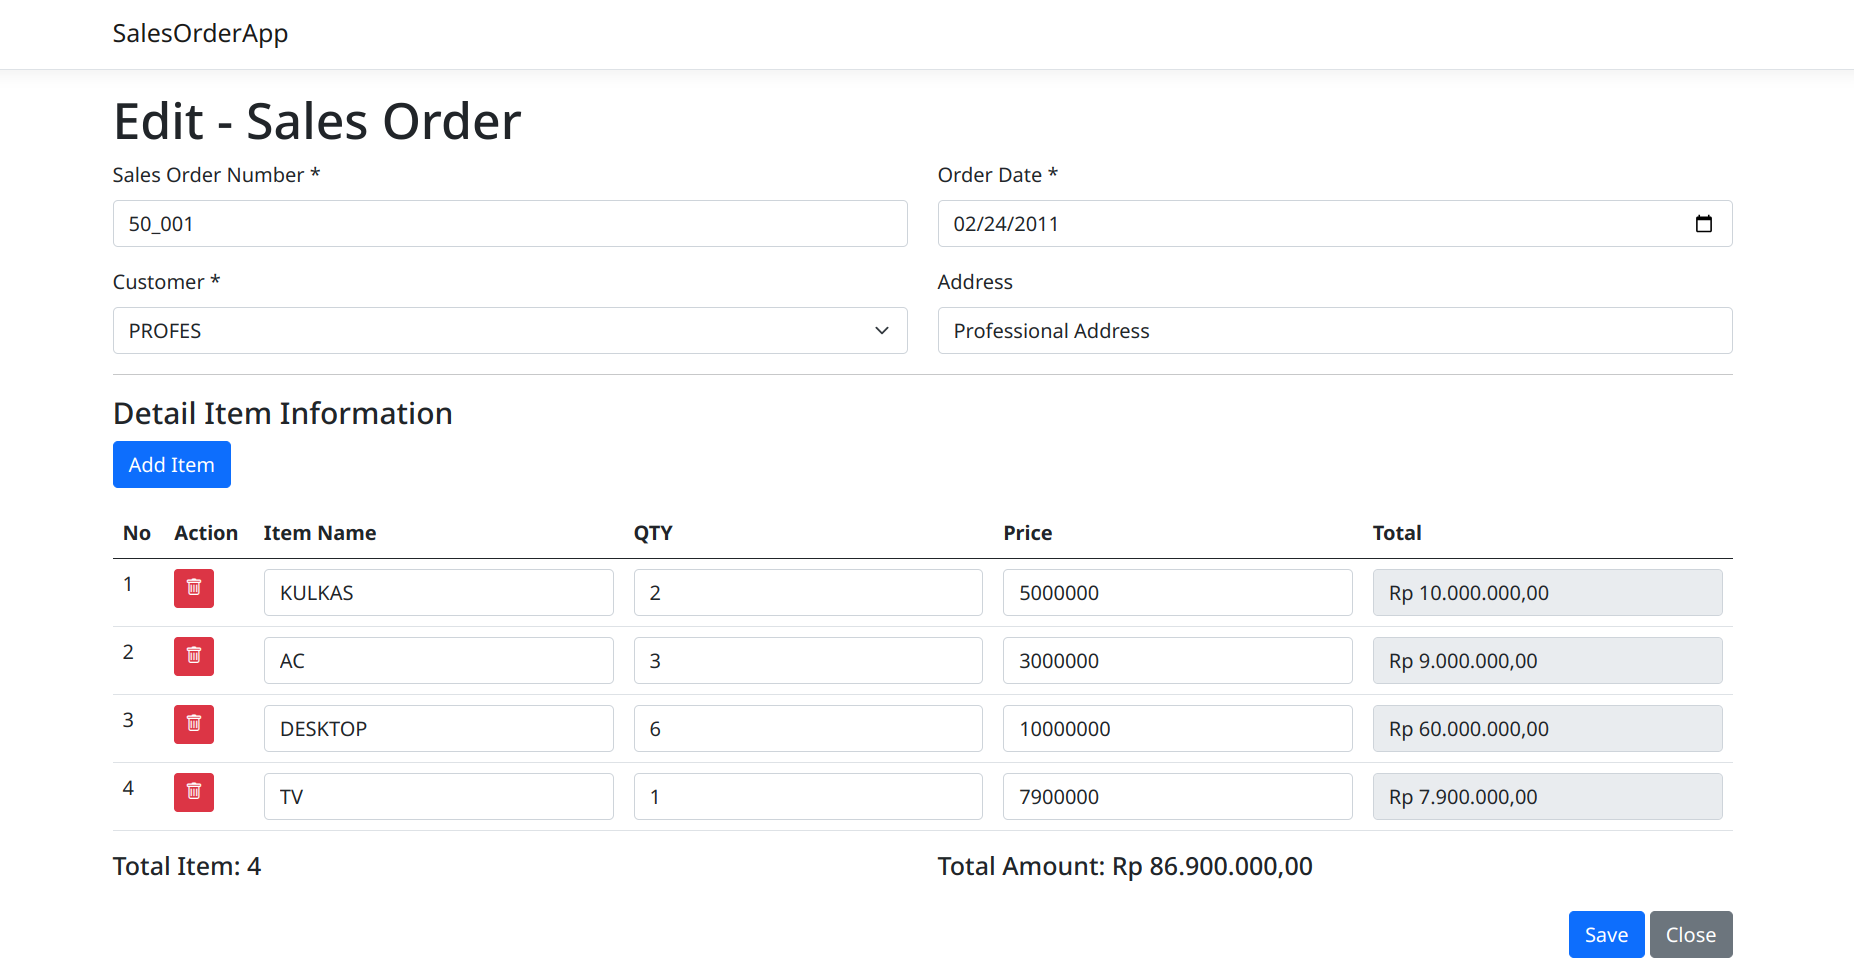 SalesOrderApp
Edit - Sales Order
Sales Order Number * Order Date *
50_001 02/24/2011
Customer * Address
PROFES Professional Address
Detail Item Information
Add Item
No Action Item Name QTY Price Total
1 KULKAS 2 5000000 Rp 10.000.000,00
2 AC 3 3000000 Rp 9.000.000,00
3 DESKTOP 6 10000000 Rp 60.000.000,00
4 TV 1 7900000 Rp 7.900.000,00
Total Item: 4 Total Amount: Rp 86.900.000,00
Save Close